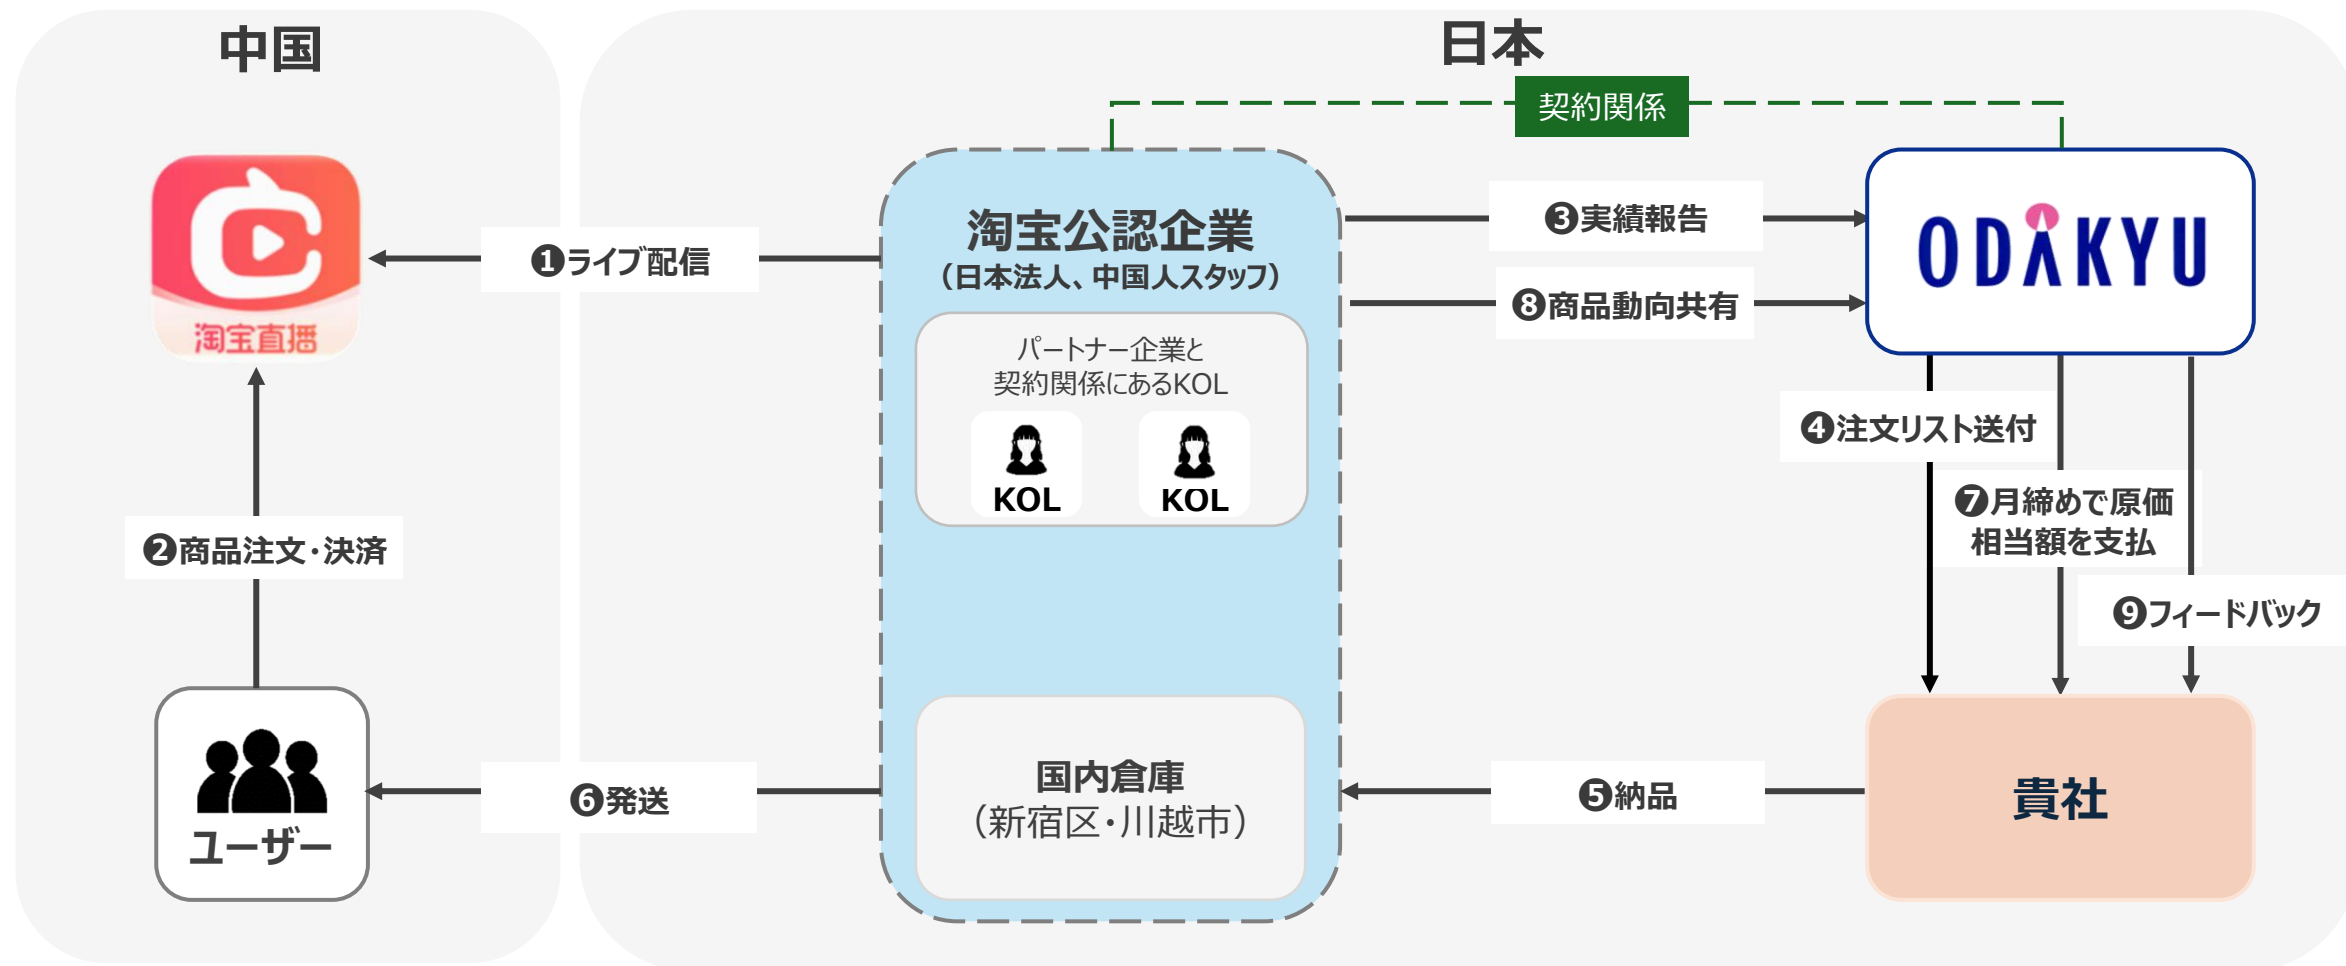 中国
日本
契約関係
淘宝直播
❶ライブ配信
❷商品注文・決済
ユーザー
❻発送
淘宝公認企業
（日本法人、中国人スタッフ）
パートナー企業と
契約関係にあるKOL
KOL
KOL
国内倉庫
（新宿区・川越市）
❸実績報告
❽商品動向共有
ODAKYU
❹注文リスト送付
❼月締めで原価
相当額を支払
❾フィードバック
❺納品
貴社